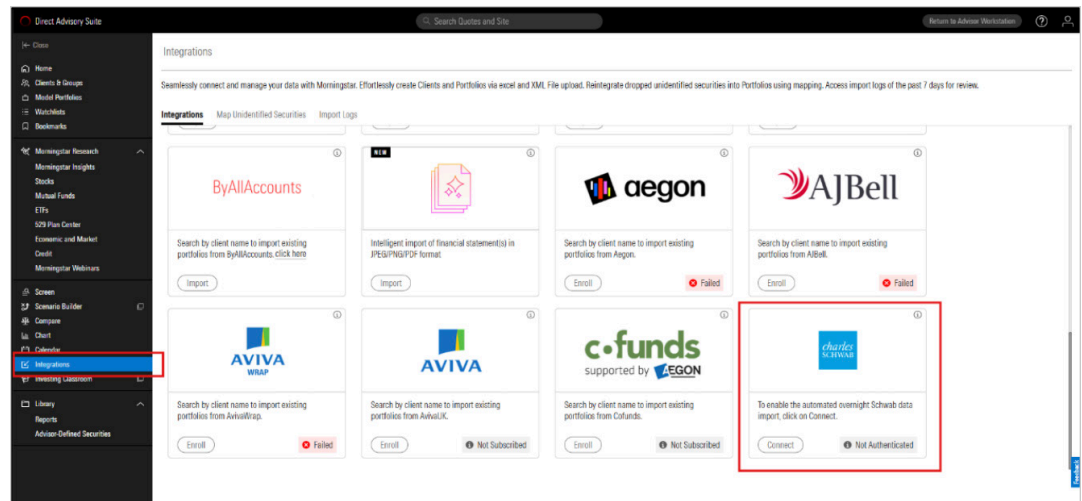 Direct Advisory Suite
Search Quotes and Site
Return to Advisor Workstation
Close
Home
Clients & Groups
Model Portfolios
Watchlists
Bookmarks
Morningstar Research
Morningstar Insights
Stocks
Mutual Funds
ETFs
529 Plan Center
Economic and Market
Credit
Morningstar Webinars
Screen
Scenario Builder
Compare
Chart
Calendar
Integrations
Investing Classroom
Library
Reports
Advisor-Defined Securities
Integrations
Seamlessly connect and manage your data with Morningstar. Effortlessly create Clients and Portfolios via excel and XML File upload. Reintegrate dropped unidentified securities into Portfolios using mapping. Access import logs of the past 7 days for review.
Integrations Map Unidentified Securities Import Logs
ByAllAccounts
Search by client name to import existing
portfolios from ByAllAccounts. click here
Import
NEW
Intelligent import of financial statement(s) in
JPEG/PNG/PDF format
Import
aegon
Search by client name to import existing
portfolios from Aegon.
Enroll Failed
AJBell
Search by client name to import existing
portfolios from AJBell.
Enroll Failed
AVIVA
WRAP
Search by client name to import existing
portfolios from AvivaWrap.
Enroll Failed
AVIVA
Search by client name to import existing
portfolios from AvivaUK.
Enroll Not Subscribed
c•funds
supported by AEGON
Search by client name to import existing
portfolios from Cofunds.
Enroll Not Subscribed
charles
SCHWAB
To enable the automated overnight Schwab data
import, click on Connect.
Connect Not Authenticated
Feedback